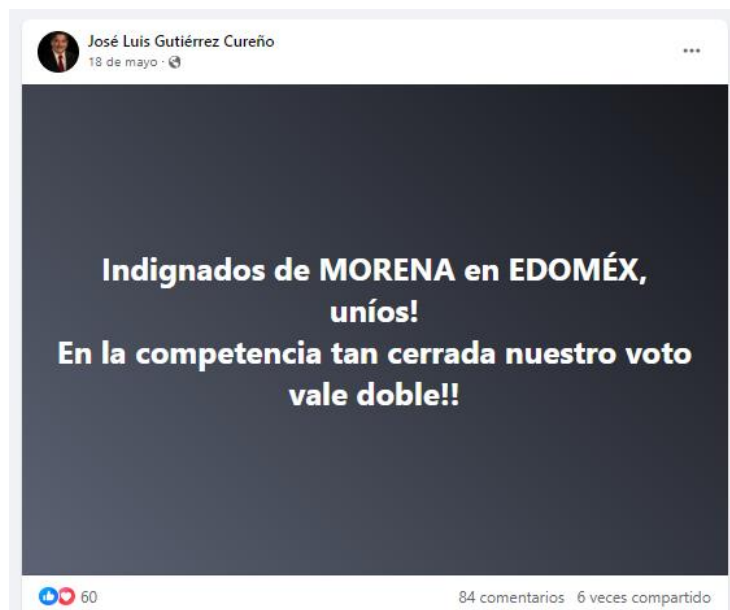 José Luis Gutiérrez Cureño
18 de mayo ·
Indignados de MORENA en EDOMÉX,
uníos!
En la competencia tan cerrada nuestro voto
vale doble!!
60
84 comentarios 6 veces compartido